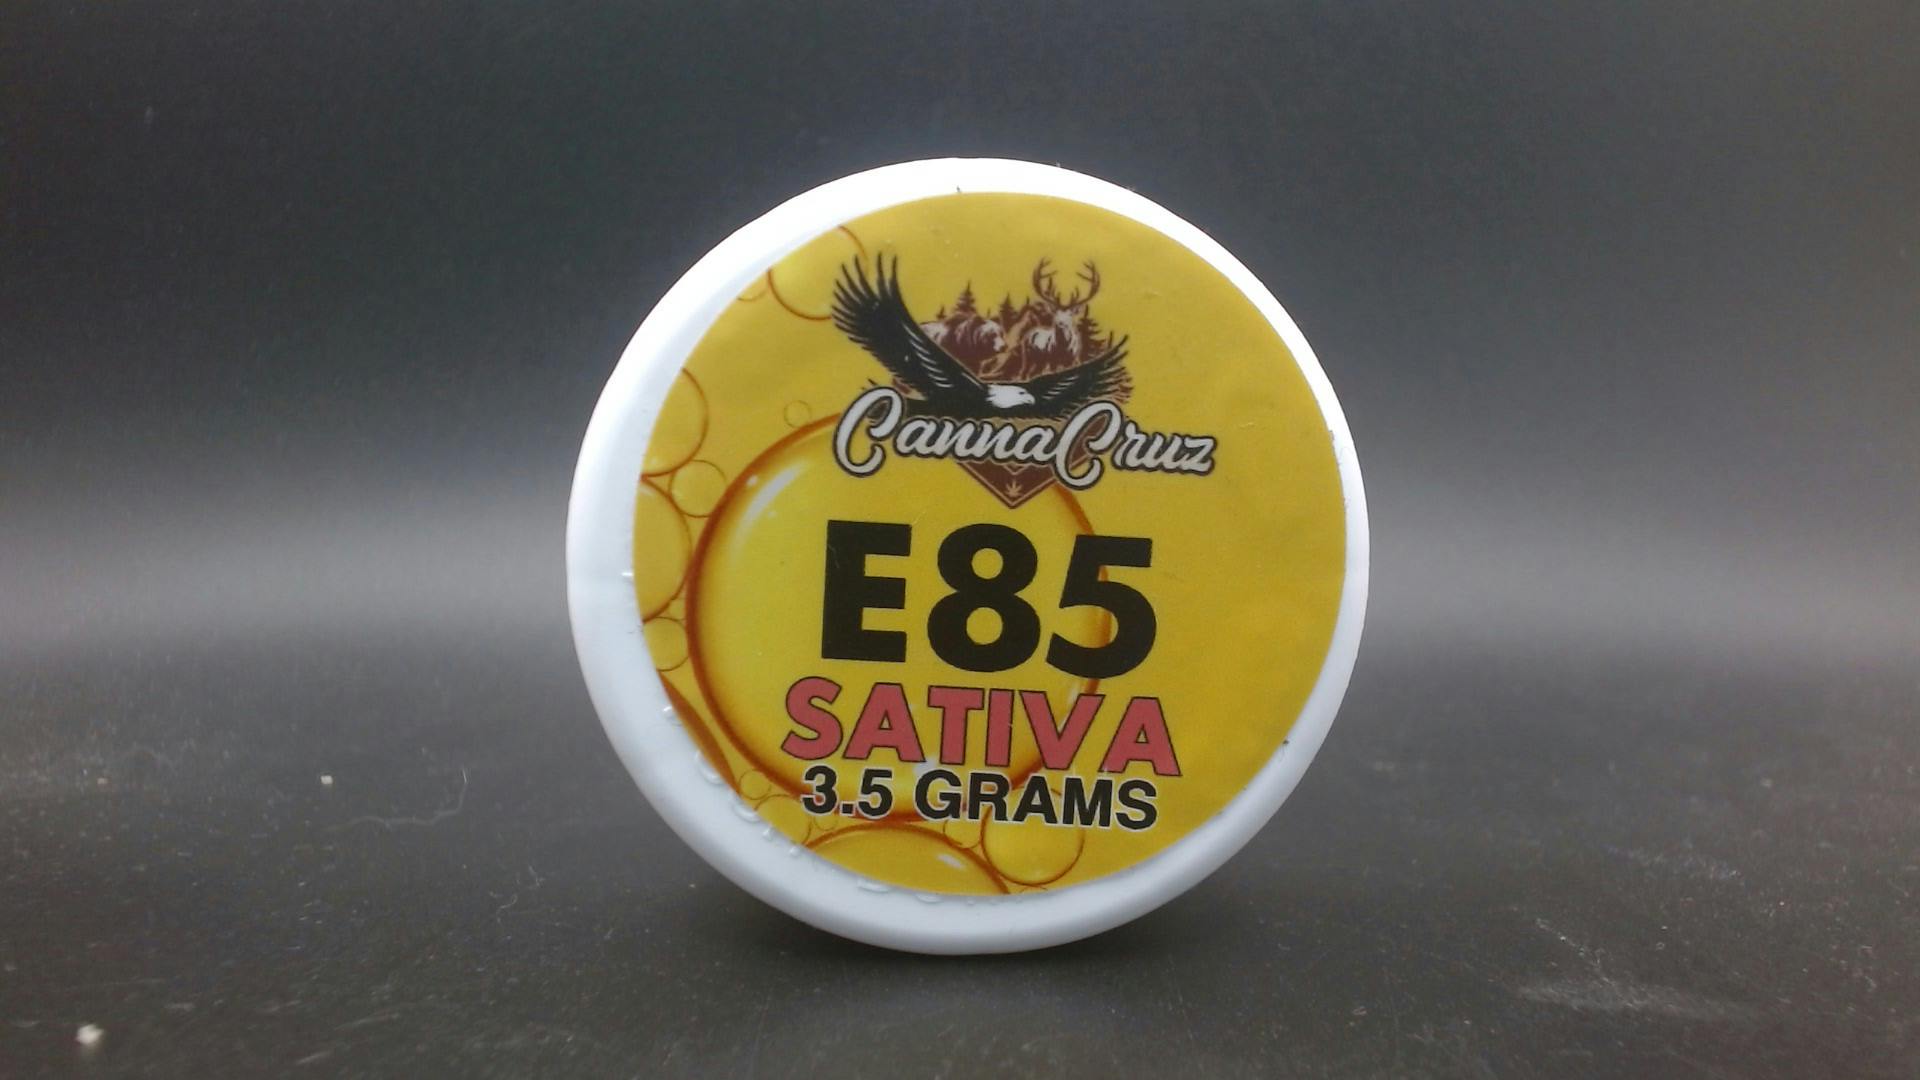 CannaCruz
E85
SATIVA
3.5 GRAMS